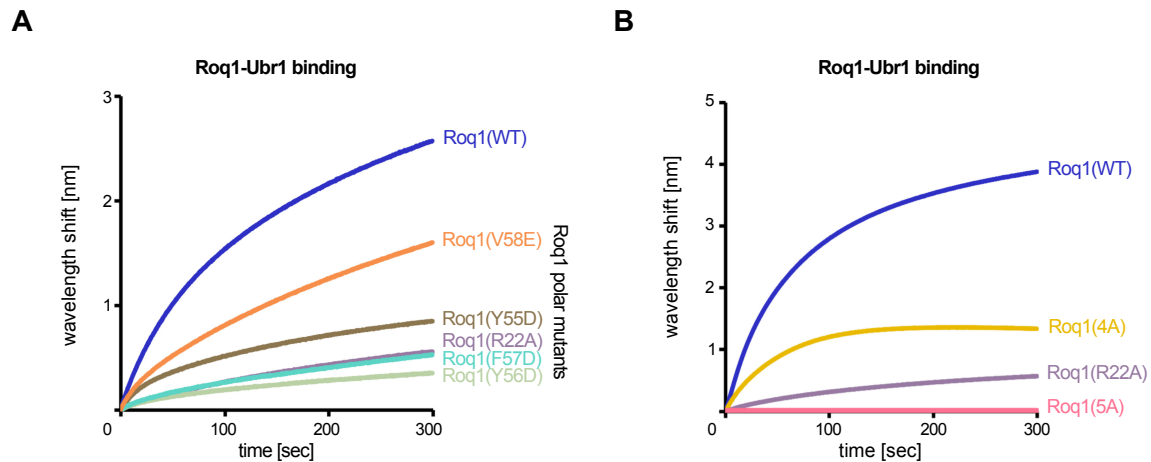 A
Roq1-Ubr1 binding
3
2
1
wavelength shift [nm]
Roq1(WT)
Roq1(V58E)
Roq1(Y55D)
Roq1(R22A)
Roq1(F57D)
Roq1(Y56D)
Roq1 polar mutants
0
100
200
300
time [sec]
B
Roq1-Ubr1 binding
5
4
3
2
1
wavelength shift [nm]
Roq1(WT)
Roq1(4A)
Roq1(R22A)
Roq1(5A)
0
100
200
300
time [sec]